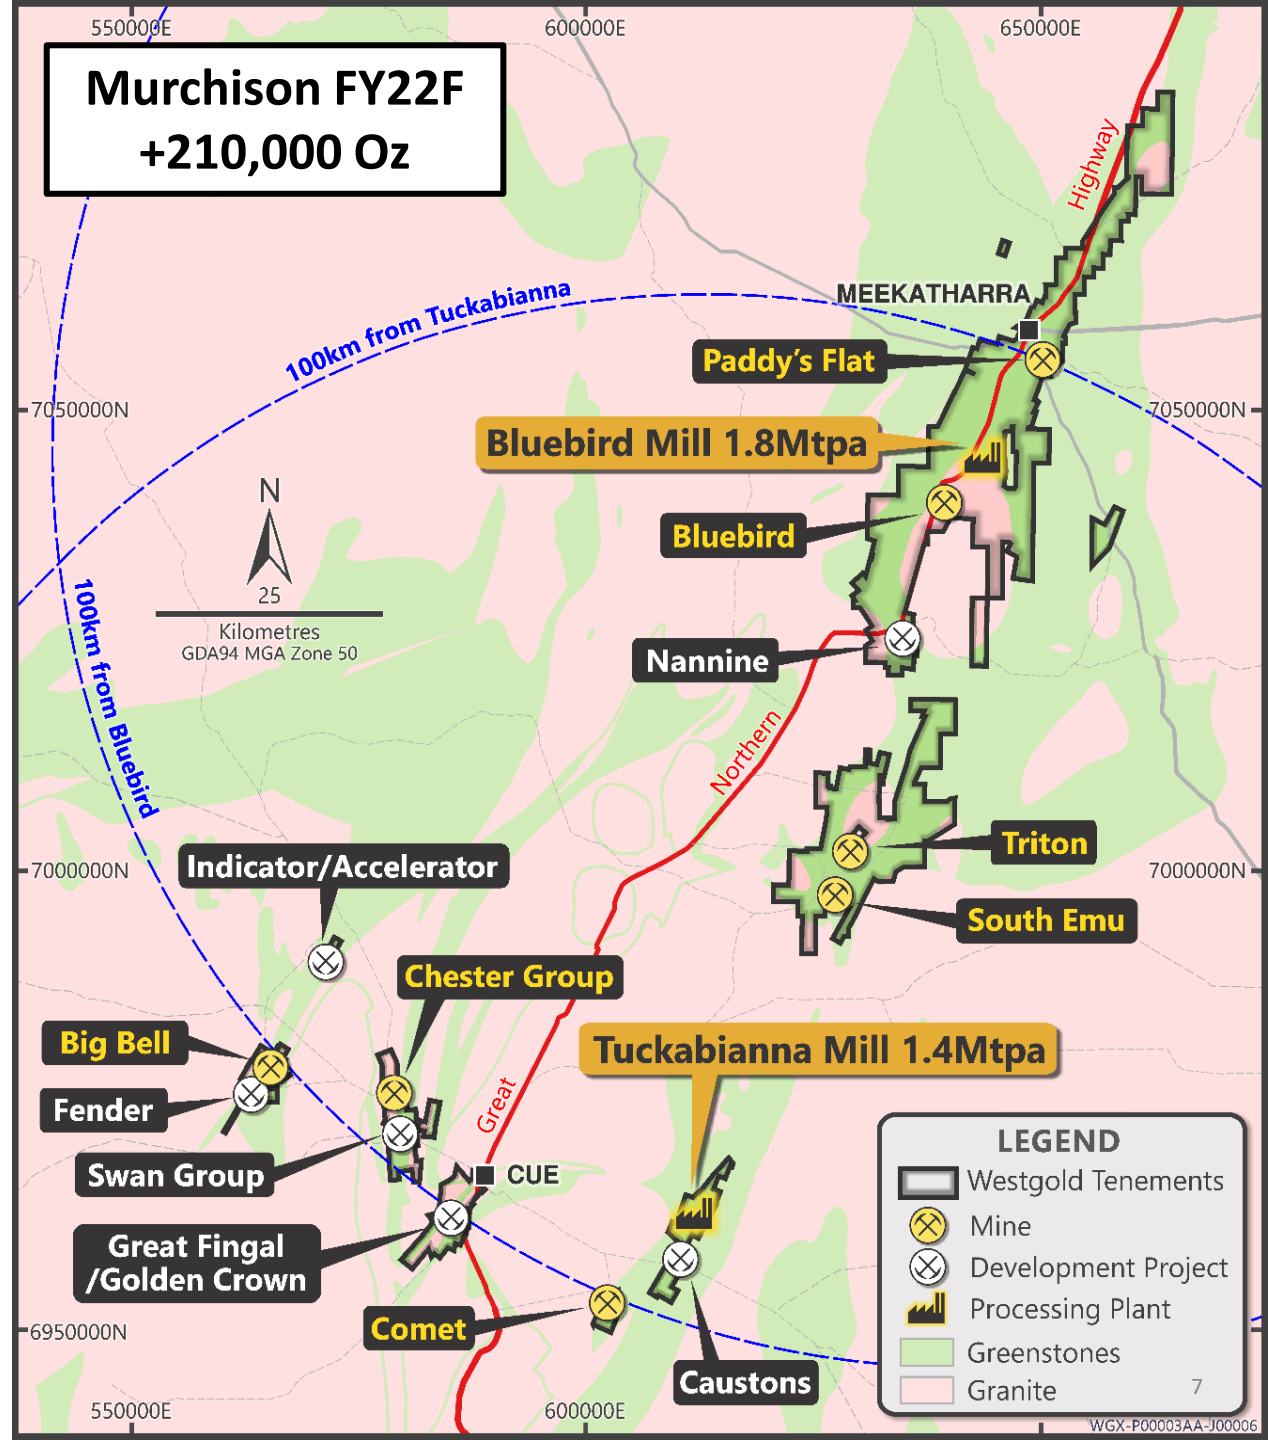 550000E
600000E
650000E
Murchison FY22F
+210,000 Oz
Highway
100km from Tuckabianna
MEEKATHARRA
Paddy's Flat
7050000N
7050000N
Bluebird Mill 1.8Mtpa
N
Bluebird
25
Kilometres
GDA94 MGA Zone 50
100km from Bluebird
Nannine
Northern
Triton
Indicator/Accelerator
7000000N
7000000N
South Emu
Chester Group
Big Bell
Tuckabianna Mill 1.4Mtpa
Fender
Great
Swan Group
CUE
Great Fingal
/Golden Crown
Comet
6950000N
Caustons
LEGEND
Westgold Tenements
Mine
Development Project
Processing Plant
Greenstones
Granite
7
550000E
600000E
WGX-P00003AA-J00006